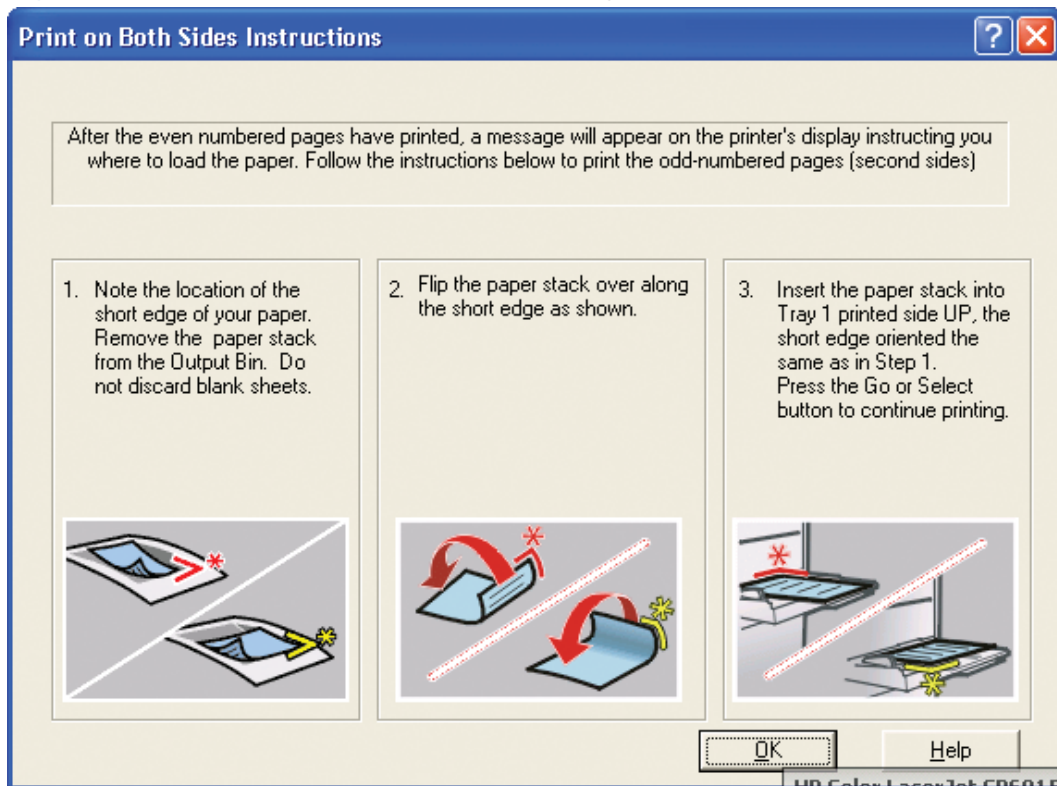 Print on Both Sides Instructions
After the even numbered pages have printed, a message will appear on the printer's display instructing you
where to load the paper. Follow the instructions below to print the odd-numbered pages (second sides)
1. Note the location of the
short edge of your paper.
Remove the paper stack
from the Output Bin. Do
not discard blank sheets.
2. Flip the paper stack over along
the short edge as shown.
3. Insert the paper stack into
Tray 1 printed side UP, the
short edge oriented the
same as in Step 1.
Press the Go or Select
button to continue printing.
OK
Help
HP Color LaserJet